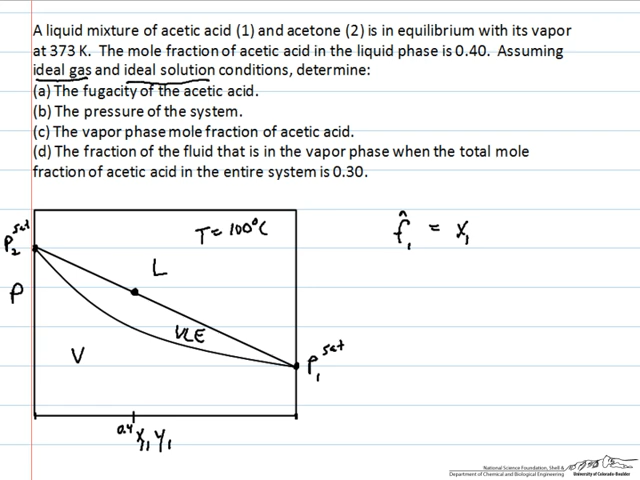 A liquid mixture of acetic acid (1) and acetone (2) is in equilibrium with its vapor
at 373 K. The mole fraction of acetic acid in the liquid phase is 0.40. Assuming
ideal gas and ideal solution conditions, determine:
(a) The fugacity of the acetic acid.
(b) The pressure of the system.
(c) The vapor phase mole fraction of acetic acid.
(d) The fraction of the fluid that is in the vapor phase when the total mole
fraction of acetic acid in the entire system is 0.30.
T = 100°C
f̂₁ = x₁
P₂ˢᵃᵗ
L
P
VLE
V
P₁ˢᵃᵗ
0.4 x₁ y₁
National Science Foundation, Shell &
Department of Chemical and Biological Engineering
University of Colorado Boulder